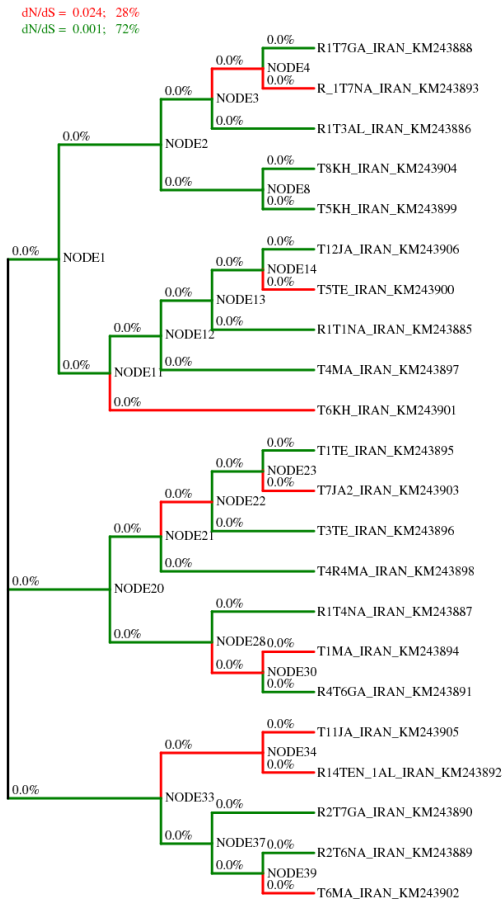 dN/dS = 0.024; 28%
dN/dS = 0.001; 72%
0.0%
R1T7GA_IRAN_KM243888
0.0%
NODE4
0.0%
R_1T7NA_IRAN_KM243893
0.0%
NODE3
0.0%
R1T3AL_IRAN_KM243886
0.0%
NODE2
0.0%
T8KH_IRAN_KM243904
0.0%
NODE8
0.0%
T5KH_IRAN_KM243899
0.0%
NODE1
0.0%
T12JA_IRAN_KM243906
0.0%
NODE14
0.0%
T5TE_IRAN_KM243900
0.0%
NODE13
0.0%
R1T1NA_IRAN_KM243885
0.0%
NODE12
0.0%
T4MA_IRAN_KM243897
0.0%
NODE11
0.0%
T6KH_IRAN_KM243901
0.0%
T1TE_IRAN_KM243895
0.0%
NODE23
0.0%
T7JA2_IRAN_KM243903
0.0%
NODE22
0.0%
T3TE_IRAN_KM243896
0.0%
NODE21
0.0%
T4R4MA_IRAN_KM243898
0.0%
NODE20
0.0%
R1T4NA_IRAN_KM243887
0.0%
NODE28
0.0%
T1MA_IRAN_KM243894
0.0%
NODE30
0.0%
R4T6GA_IRAN_KM243891
0.0%
T11JA_IRAN_KM243905
0.0%
NODE34
0.0%
R14TEN_1AL_IRAN_KM243892
0.0%
NODE33
0.0%
R2T7GA_IRAN_KM243890
0.0%
NODE37
0.0%
R2T6NA_IRAN_KM243889
0.0%
NODE39
0.0%
T6MA_IRAN_KM243902